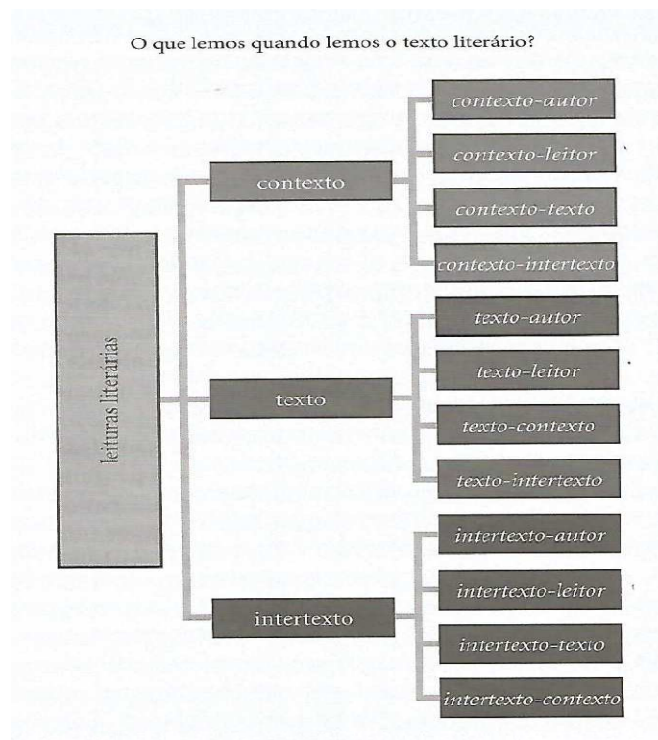 O que lemos quando lemos o texto literário?
leituras literárias
contexto
contexto-autor
contexto-leitor
contexto-texto
contexto-intertexto
texto
texto-autor
texto-leitor
texto-contexto
texto-intertexto
intertexto
intertexto-autor
intertexto-leitor
intertexto-texto
intertexto-contexto